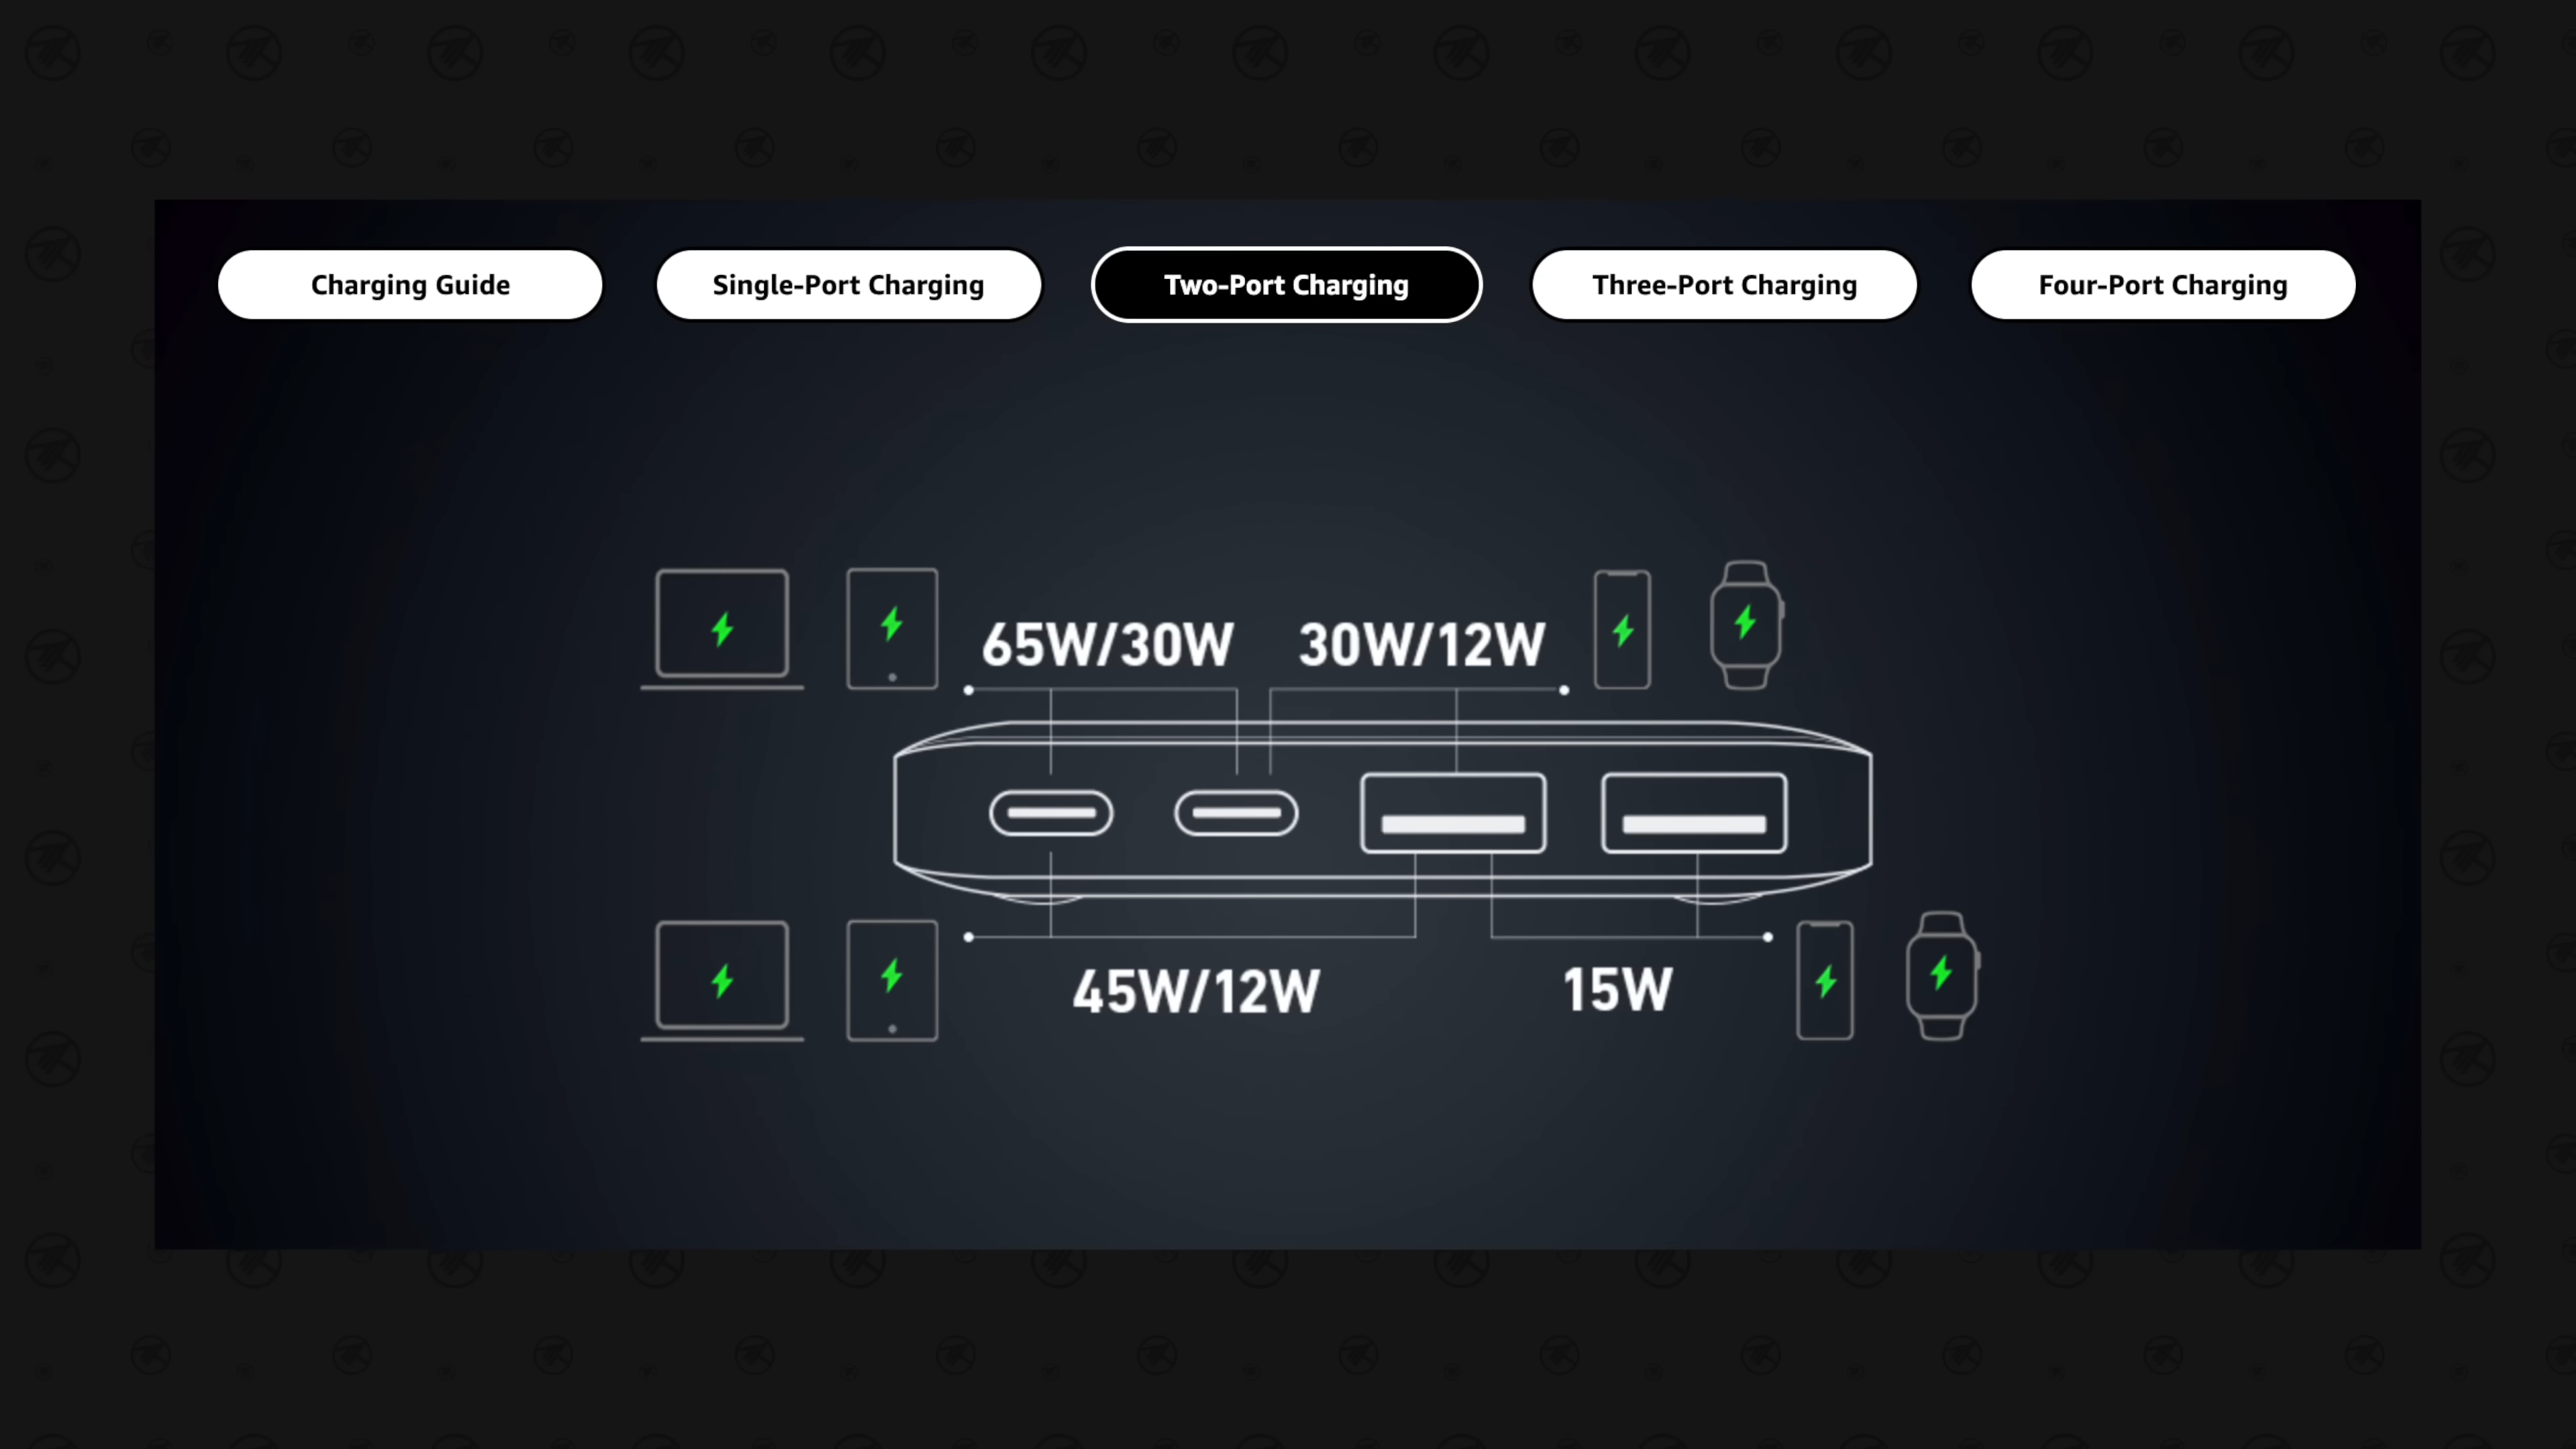 Charging Guide
Single-Port Charging
Two-Port Charging
Three-Port Charging
Four-Port Charging
65W/30W
30W/12W
45W/12W
15W